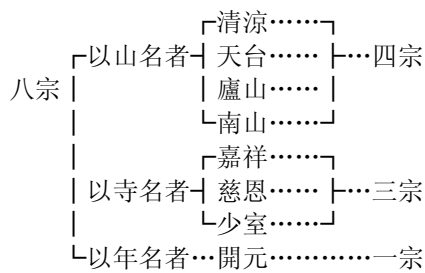 ┌清涼……┐
┌以山名者┤天台…… ├…四宗
八宗│ │廬山…… │
│ └南山……┘
│ ┌嘉祥……┐
│以寺名者┤慈恩…… ├…三宗
│ └少室……┘
└以年名者…開元…………一宗